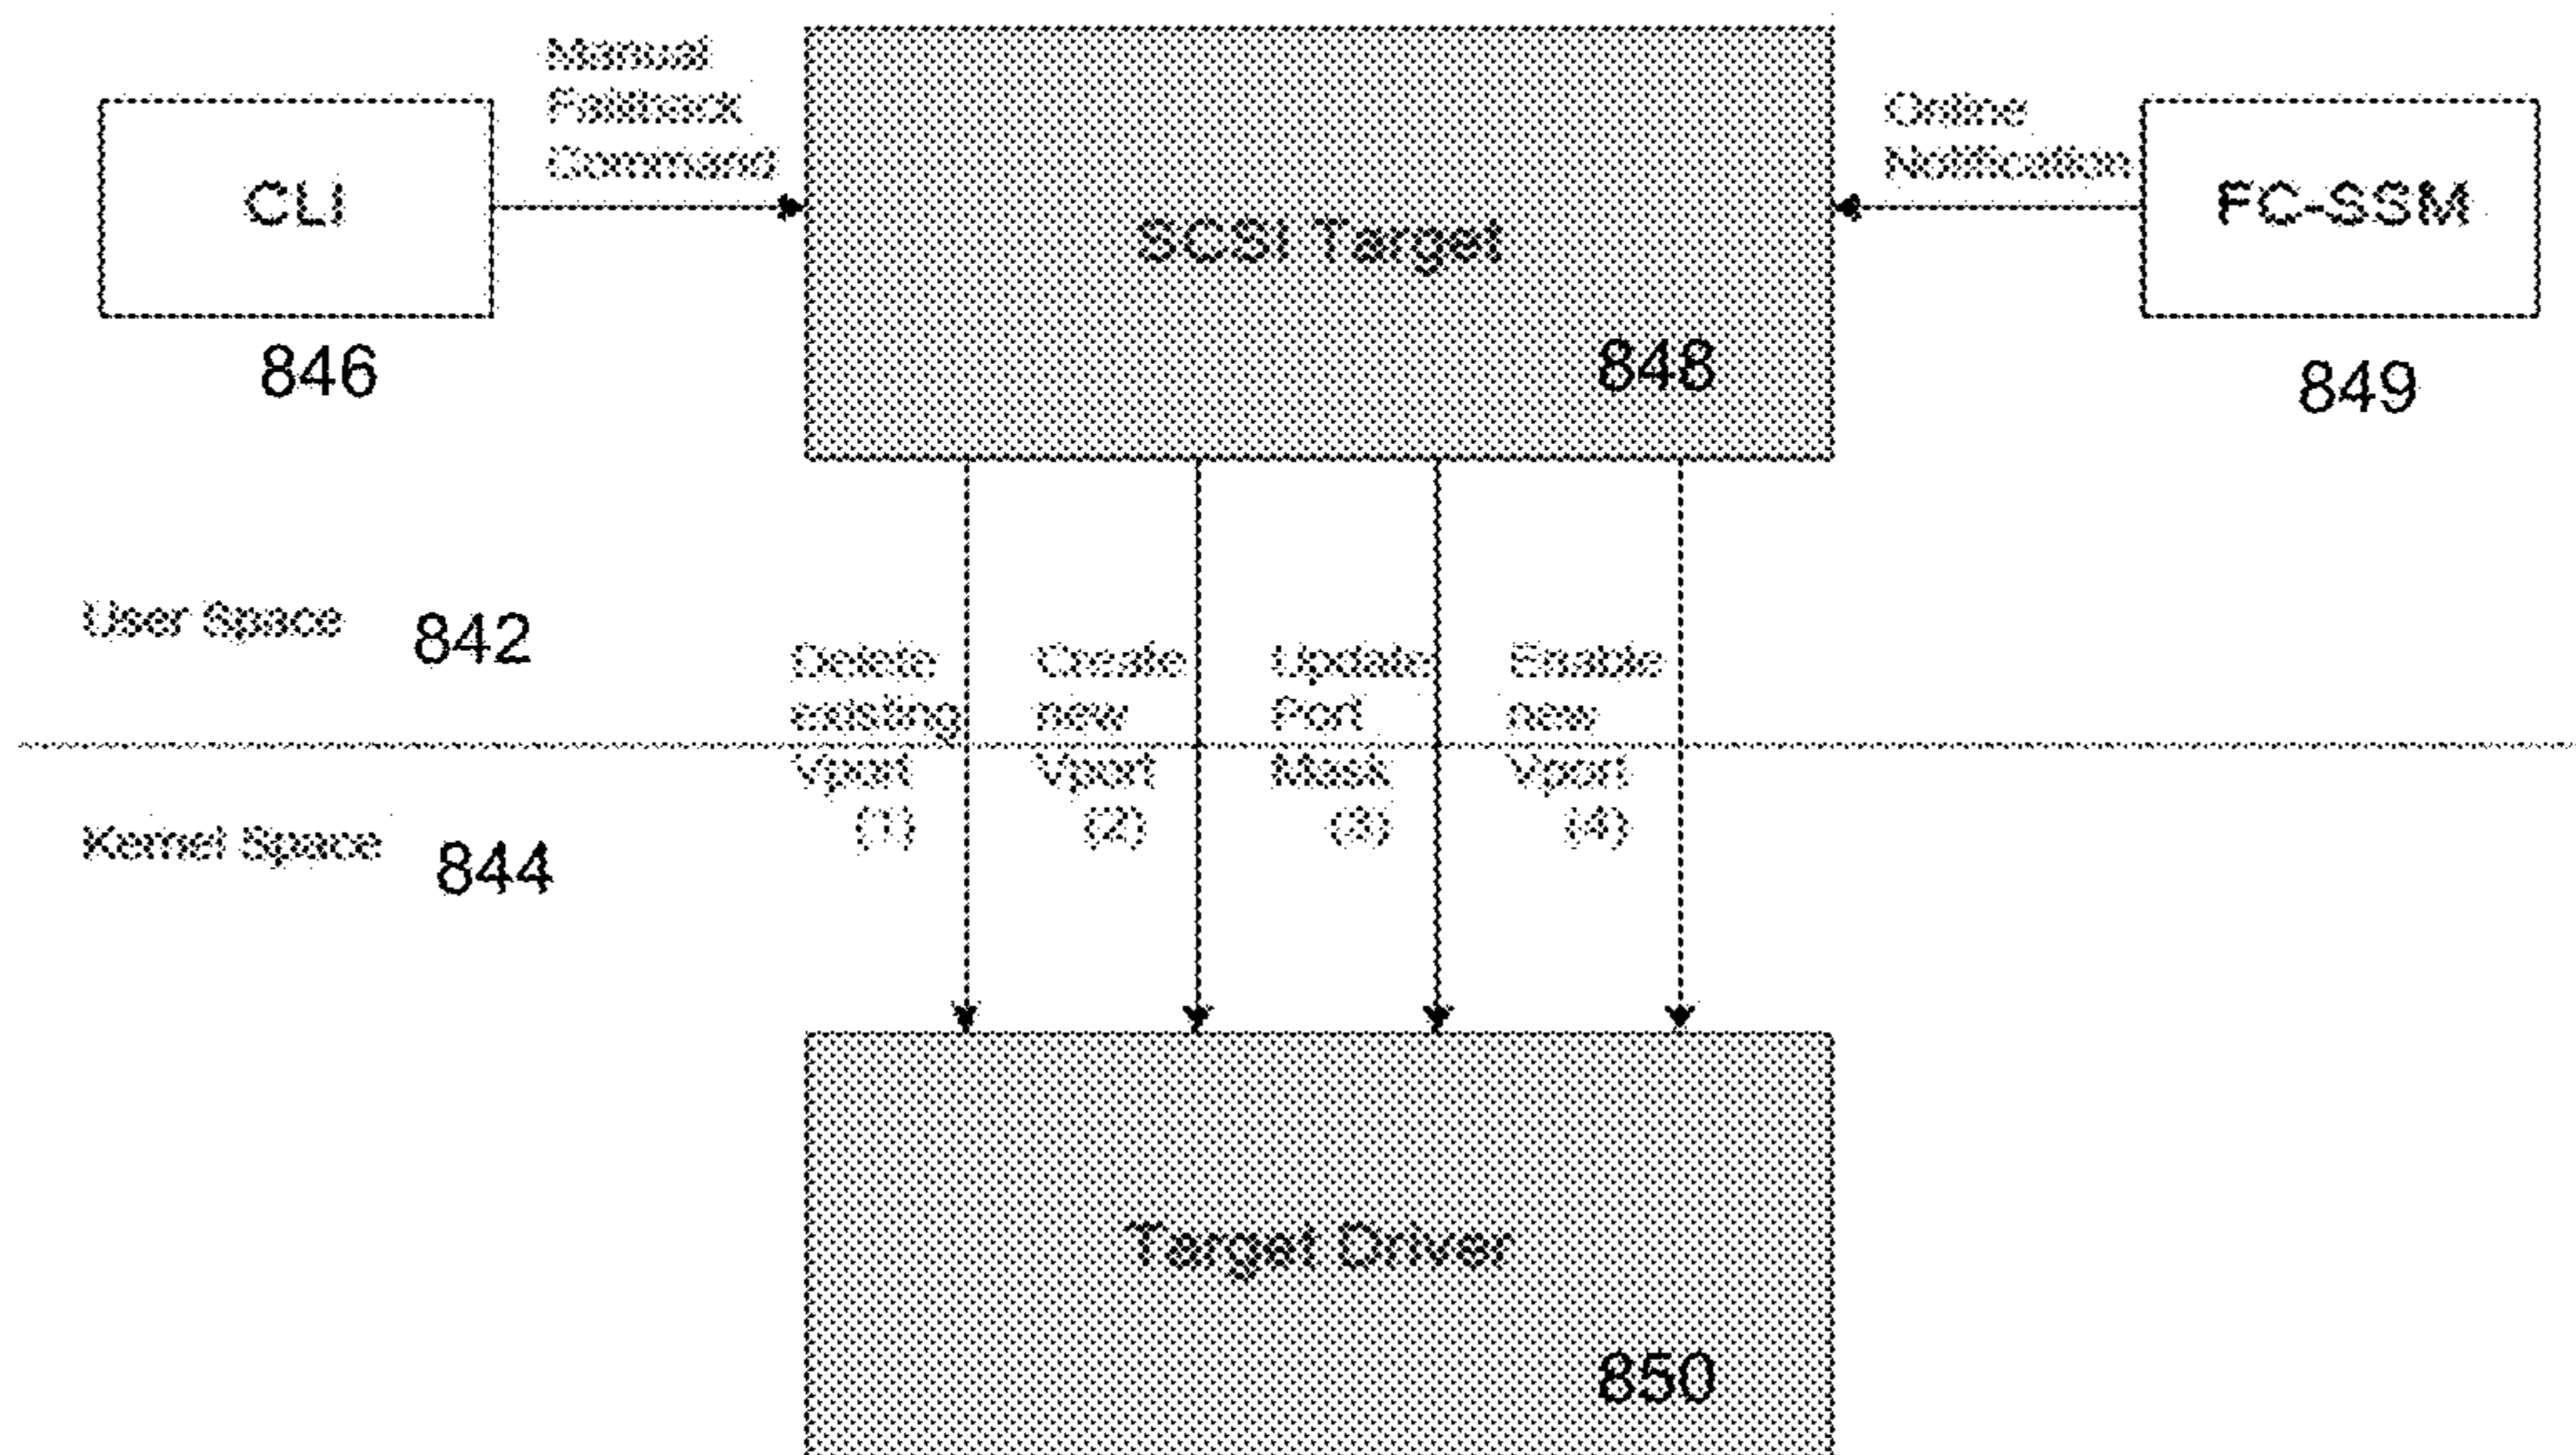 Manual
Failback
Command
CLI
846
SCSI Target
848
Online
Notification
FC-SSM
849
User Space 842
Delete
existing
Vport
(1)
Create
new
Vport
(2)
Update
Port
Mask
(3)
Enable
new
Vport
(4)
Kernel Space 844
Target Driver
850